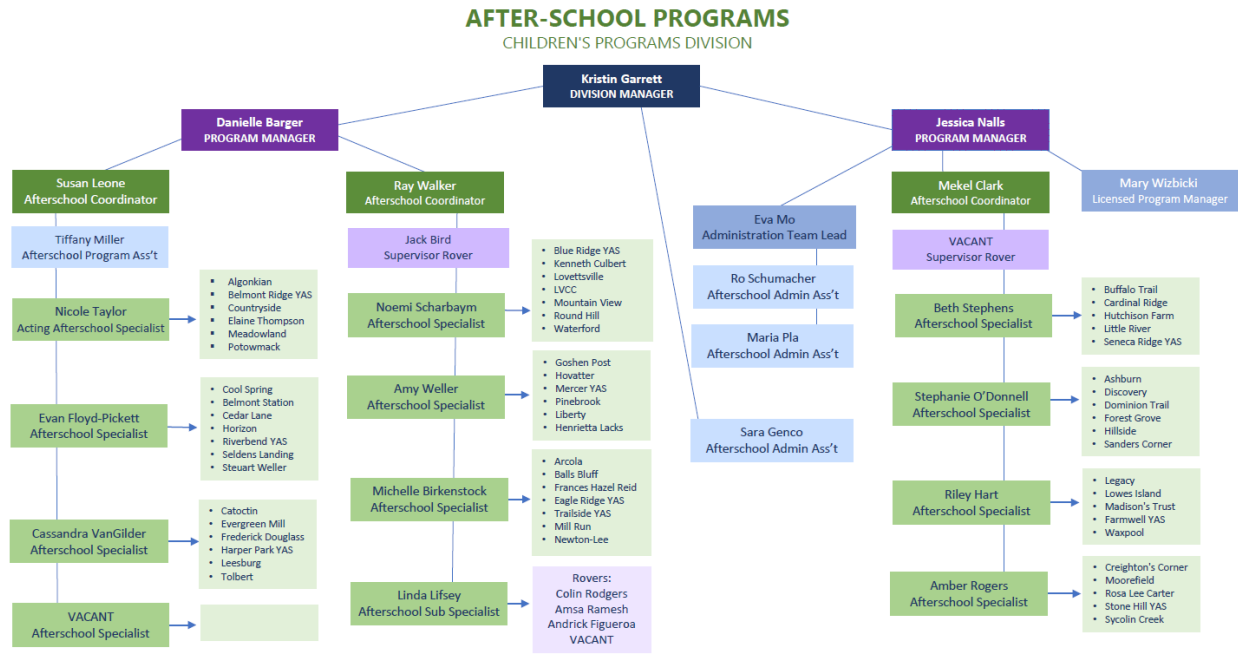 AFTER-SCHOOL PROGRAMS
CHILDREN'S PROGRAMS DIVISION
Kristin Garrett
DIVISION MANAGER
Danielle Barger
PROGRAM MANAGER
Jessica Nalls
PROGRAM MANAGER
Susan Leone
Afterschool Coordinator
Tiffany Miller
Afterschool Program Ass't
Nicole Taylor
Acting Afterschool Specialist
▪ Algonkian
▪ Belmont Ridge YAS
▪ Countryside
▪ Elaine Thompson
▪ Meadowland
▪ Potowmack
Evan Floyd-Pickett
Afterschool Specialist
• Cool Spring
• Belmont Station
• Cedar Lane
• Horizon
• Riverbend YAS
• Seldens Landing
• Steuart Weller
Cassandra VanGilder
Afterschool Specialist
• Catoctin
• Evergreen Mill
• Frederick Douglass
• Harper Park YAS
• Leesburg
• Tolbert
VACANT
Afterschool Specialist
Ray Walker
Afterschool Coordinator
Jack Bird
Supervisor Rover
Noemi Scharbaym
Afterschool Specialist
• Blue Ridge YAS
• Kenneth Culbert
• Lovettsville
• LVCC
• Mountain View
• Round Hill
• Waterford
Amy Weller
Afterschool Specialist
• Goshen Post
• Hovatter
• Mercer YAS
• Pinebrook
• Liberty
• Henrietta Lacks
Michelle Birkenstock
Afterschool Specialist
• Arcola
• Balls Bluff
• Frances Hazel Reid
• Eagle Ridge YAS
• Trailside YAS
• Mill Run
• Newton-Lee
Linda Lifsey
Afterschool Sub Specialist
Rovers:
Colin Rodgers
Amsa Ramesh
Andrick Figueroa
VACANT
Eva Mo
Administration Team Lead
Ro Schumacher
Afterschool Admin Ass't
Maria Pla
Afterschool Admin Ass't
Sara Genco
Afterschool Admin Ass't
Mekel Clark
Afterschool Coordinator
Mary Wizbicki
Licensed Program Manager
VACANT
Supervisor Rover
Beth Stephens
Afterschool Specialist
• Buffalo Trail
• Cardinal Ridge
• Hutchison Farm
• Little River
• Seneca Ridge YAS
Stephanie O'Donnell
Afterschool Specialist
• Ashburn
• Discovery
• Dominion Trail
• Forest Grove
• Hillside
• Sanders Corner
Riley Hart
Afterschool Specialist
• Legacy
• Lowes Island
• Madison's Trust
• Farmwell YAS
• Waxpool
Amber Rogers
Afterschool Specialist
• Creighton's Corner
• Moorefield
• Rosa Lee Carter
• Stone Hill YAS
• Sycolin Creek